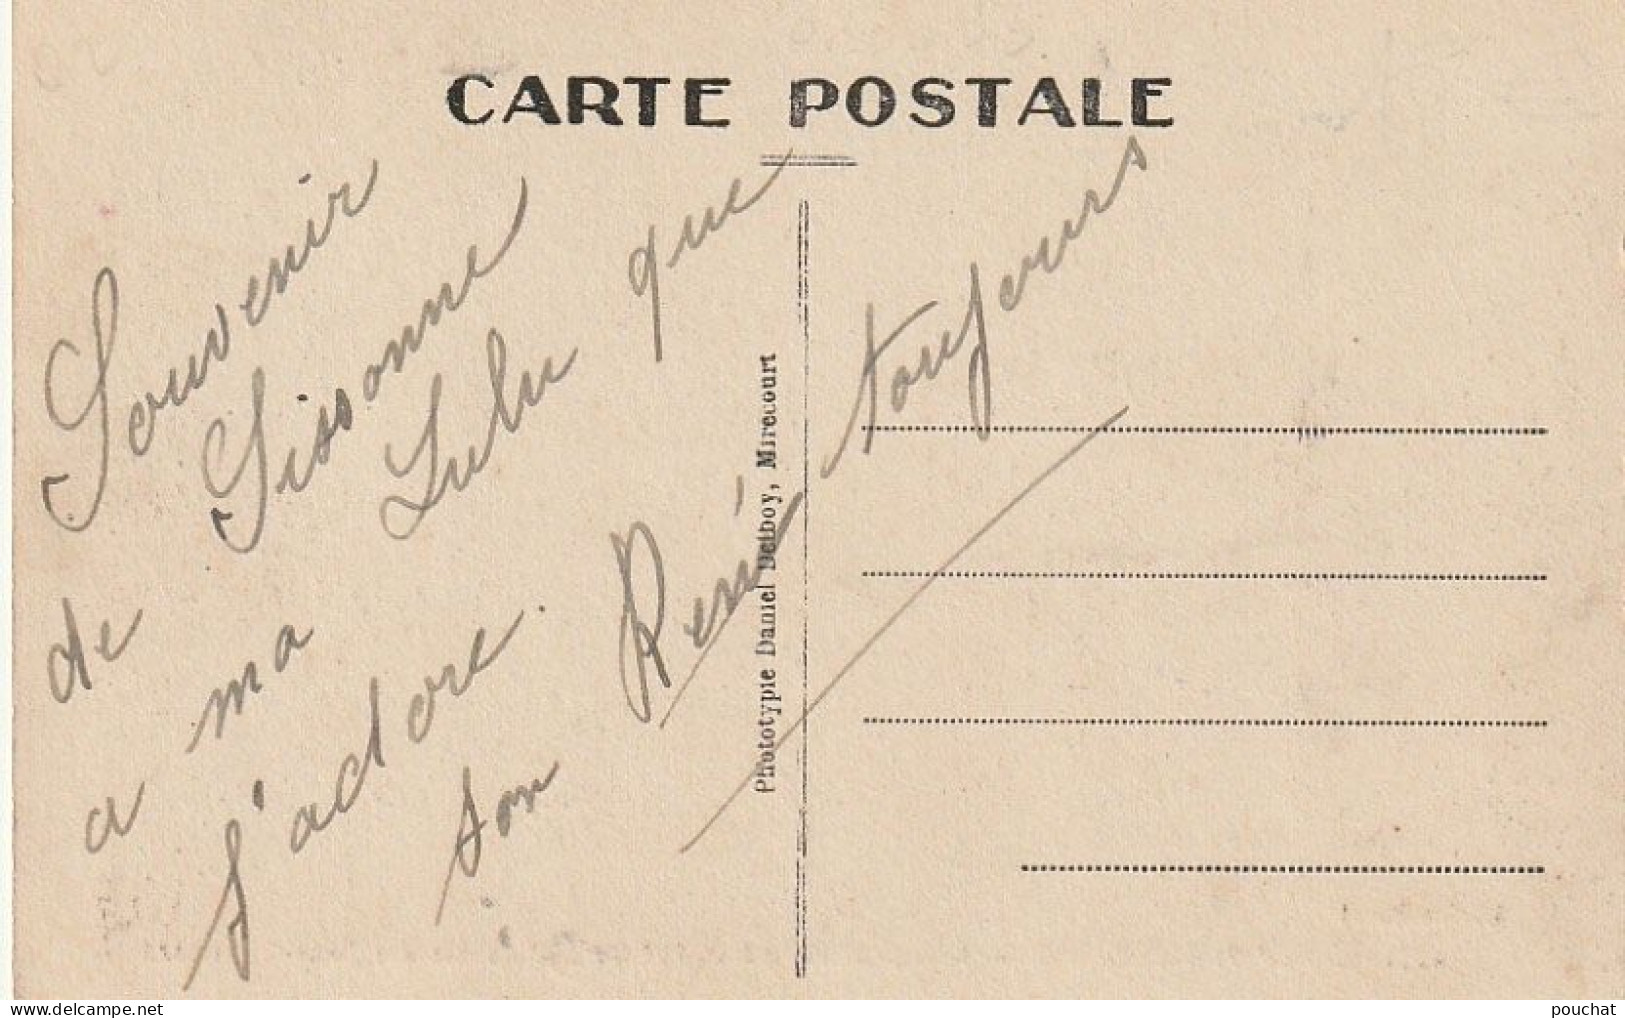 CARTE POSTALE
Souvenir
de Sissonne
a ma Lulu que
j'adore. toujours
son René
Phototypie Daniel Delboy, Mirecourt
www.delcampe.net
pouchat